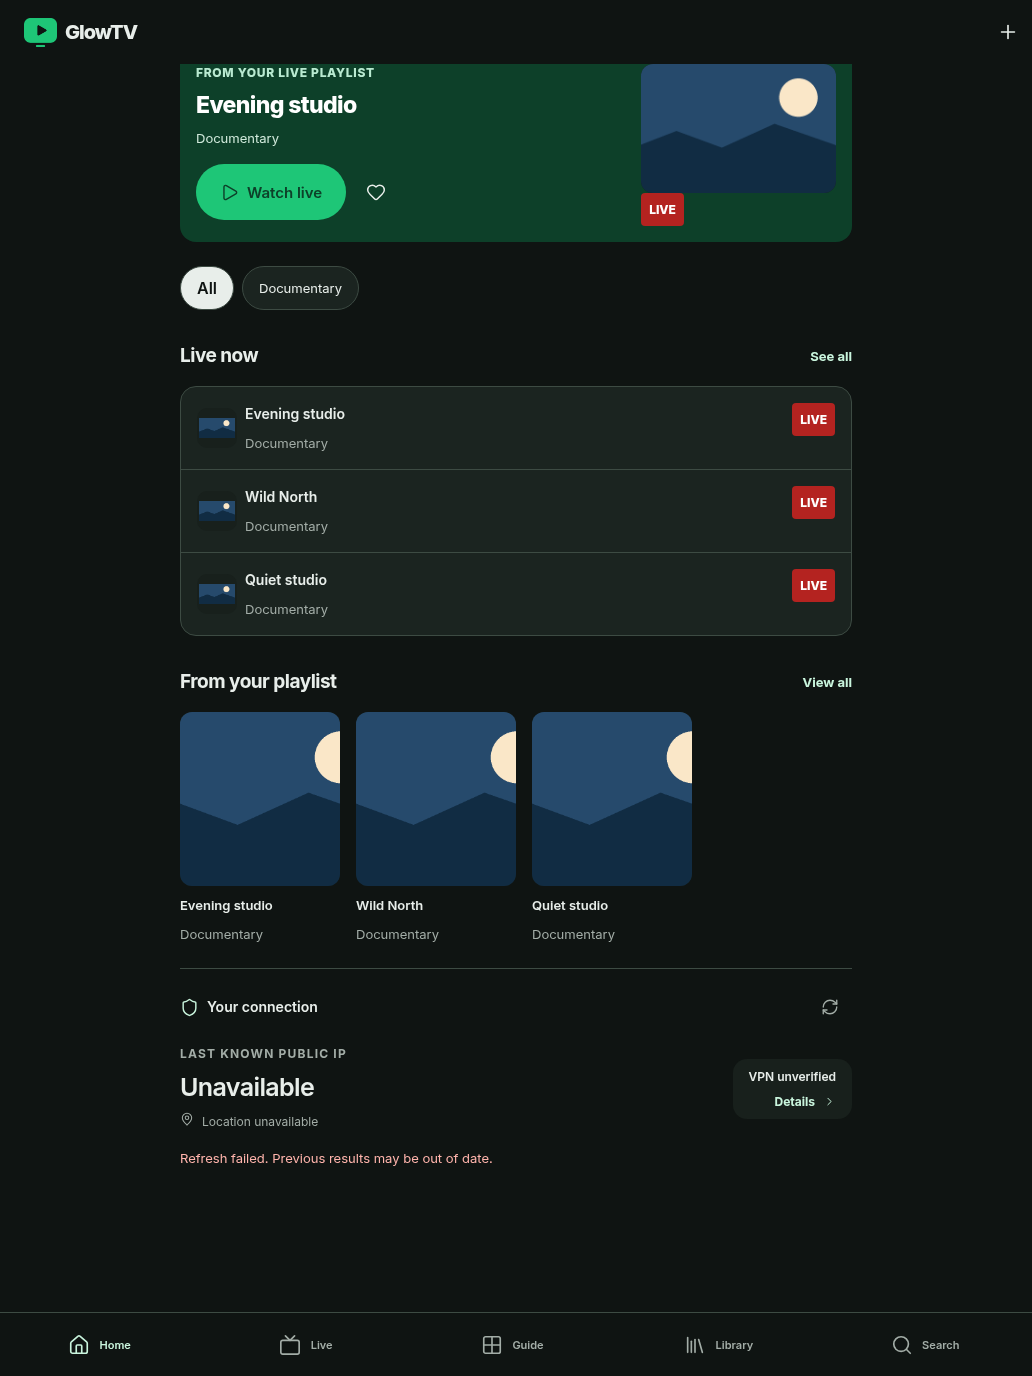 GlowTV
FROM YOUR LIVE PLAYLIST
Evening studio
Documentary
Watch live
LIVE
All
Documentary
Live now
See all
Evening studio
LIVE
Documentary
Wild North
LIVE
Documentary
Quiet studio
LIVE
Documentary
From your playlist
View all
Evening studio
Wild North
Quiet studio
Documentary
Documentary
Documentary
Your connection
LAST KNOWN PUBLIC IP
Unavailable
Location unavailable
VPN unverified
Details
Refresh failed. Previous results may be out of date.
Home
Live
Guide
Library
Search